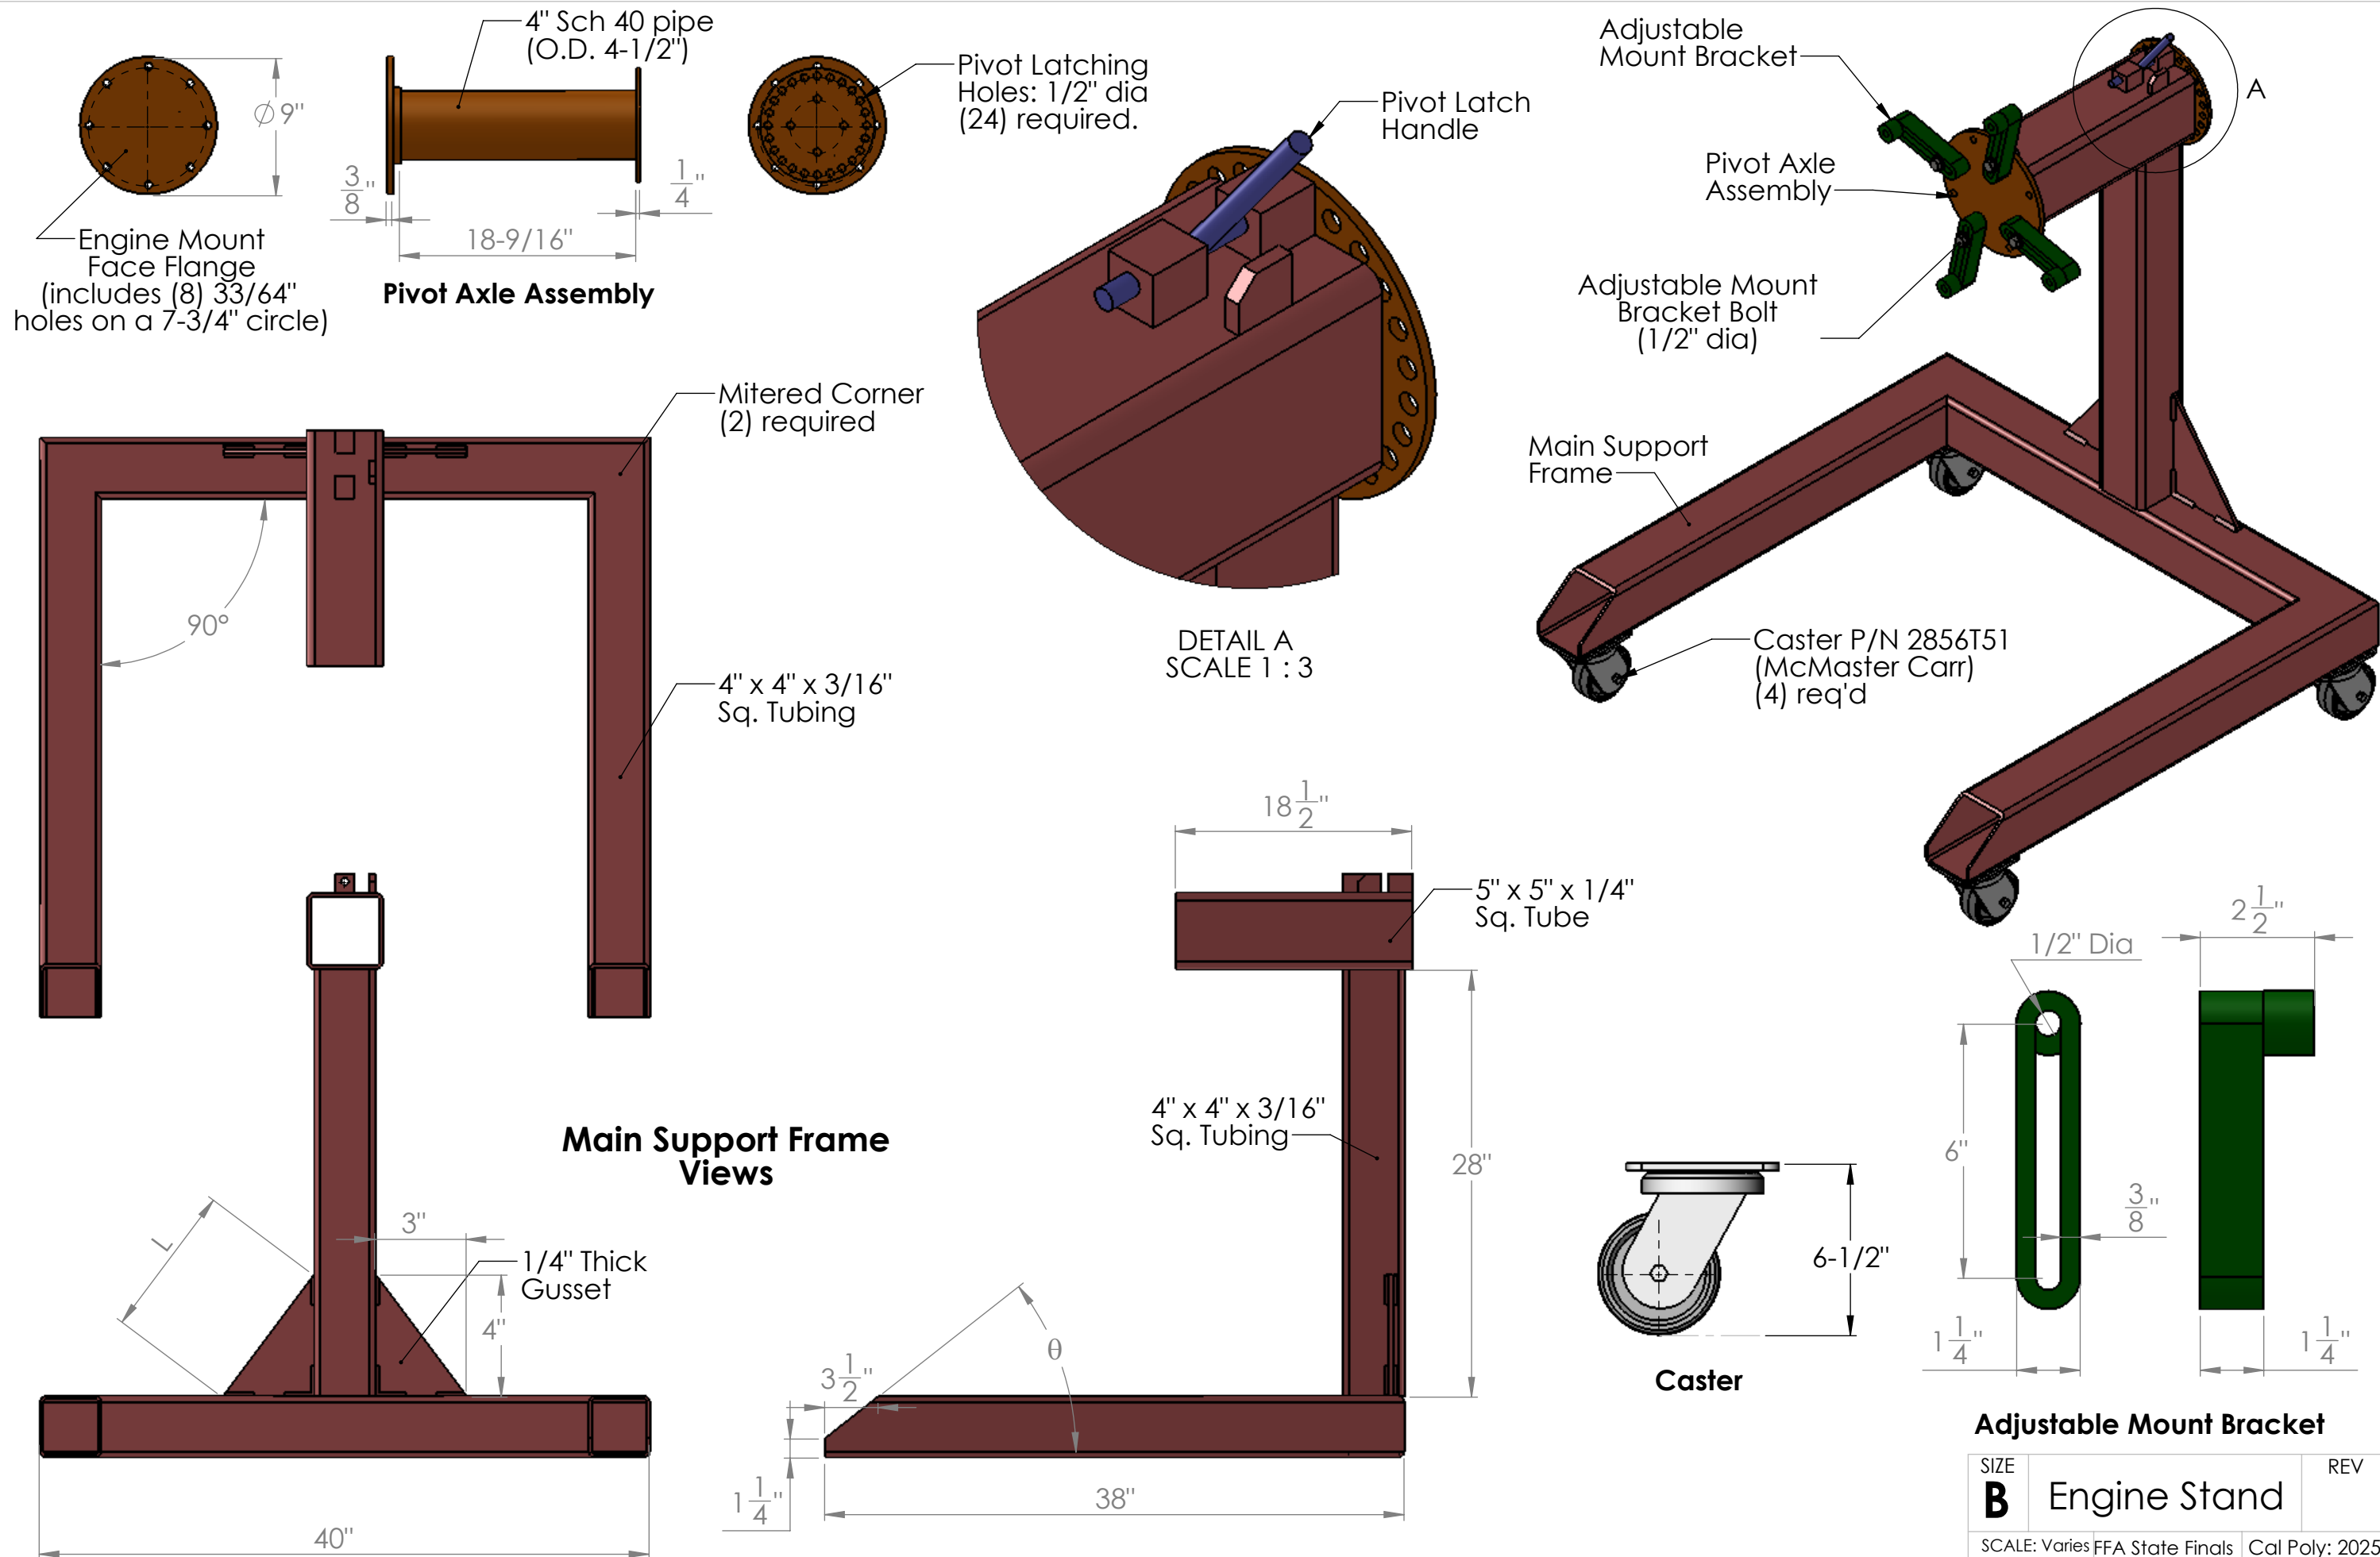 4" Sch 40 pipe
(O.D. 4-1/2")
∅ 9"
Pivot Latching
Holes: 1/2" dia
(24) required.
3/8"
1/4"
18-9/16"
Engine Mount
Face Flange
(includes (8) 33/64"
holes on a 7-3/4" circle)
Pivot Axle Assembly
Pivot Latch
Handle
DETAIL A
SCALE 1 : 3
Adjustable
Mount Bracket
A
Pivot Axle
Assembly
Adjustable Mount
Bracket Bolt
(1/2" dia)
Main Support
Frame
Caster P/N 2856T51
(McMaster Carr)
(4) req'd
Mitered Corner
(2) required
90°
4" x 4" x 3/16"
Sq. Tubing
Main Support Frame
Views
L
3"
1/4" Thick
Gusset
4"
40"
18 1/2"
5" x 5" x 1/4"
Sq. Tube
4" x 4" x 3/16"
Sq. Tubing
28"
θ
3 1/2"
1 1/4"
38"
6-1/2"
Caster
1/2" Dia
2 1/2"
6"
3/8"
1 1/4"
1 1/4"
Adjustable Mount Bracket
SIZE
B
Engine Stand
REV
SCALE: Varies
FFA State Finals
Cal Poly: 2025